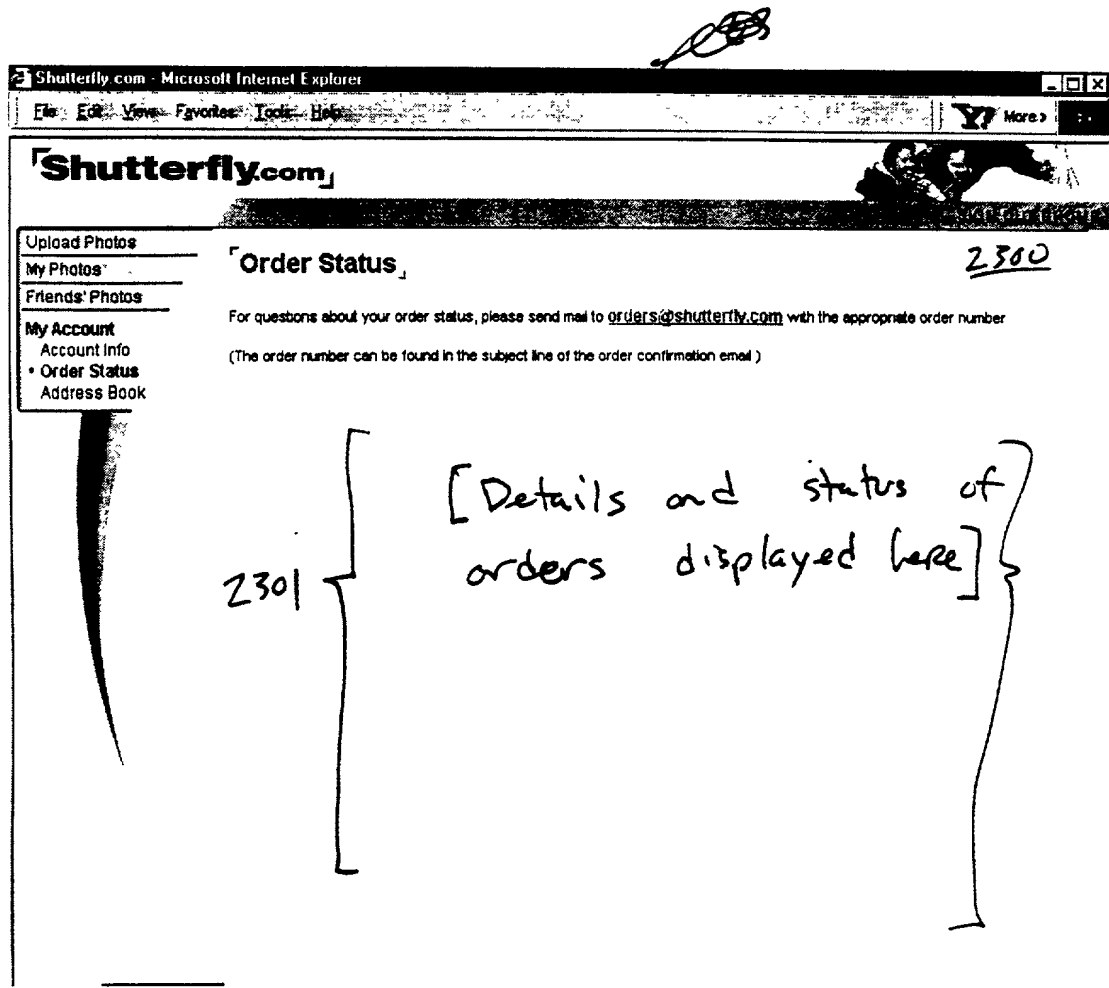 Shutterfly.com - Microsoft Internet Explorer
File Edit View Favorites Tools Help
Y! More »
Shutterfly.com
Upload Photos
My Photos
Friends' Photos
My Account
Account Info
• Order Status
Address Book
Order Status
2300
For questions about your order status, please send mail to orders@shutterfly.com with the appropriate order number
(The order number can be found in the subject line of the order confirmation email)
2301
[Details and status of
orders displayed here]